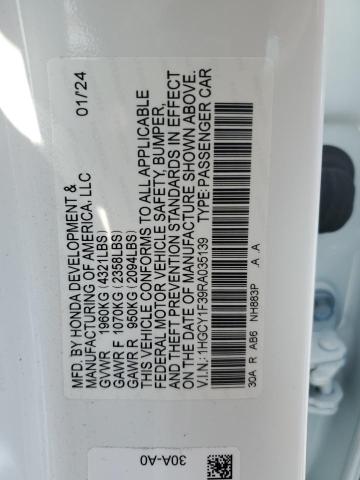 MFD. BY HONDA DEVELOPMENT & 01/24
MANUFACTURING OF AMERICA, LLC
GVWR 1960KG (4321LBS)
GAWR F 1070KG (2358LBS)
GAWR R 950KG (2094LBS)
THIS VEHICLE CONFORMS TO ALL APPLICABLE
FEDERAL MOTOR VEHICLE SAFETY, BUMPER,
AND THEFT PREVENTION STANDARDS IN EFFECT
ON THE DATE OF MANUFACTURE SHOWN ABOVE.
V.I.N.: 1HGCY1F39RA035139 TYPE: PASSENGER CAR
30A R AB6 NH883P .A .A
30A-A0